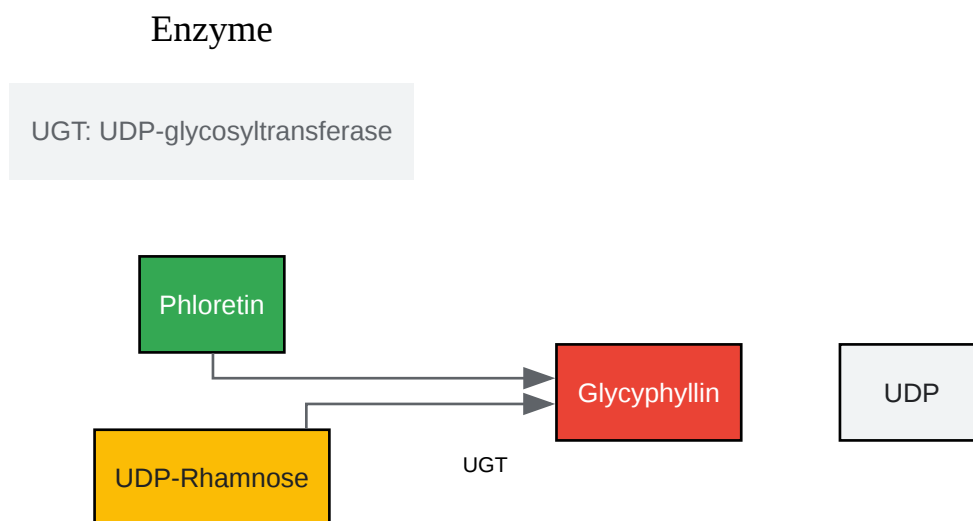 Enzyme
UGT: UDP-glycosyltransferase
Phloretin
Glycyphyllin
UDP
UGT
UDP-Rhamnose